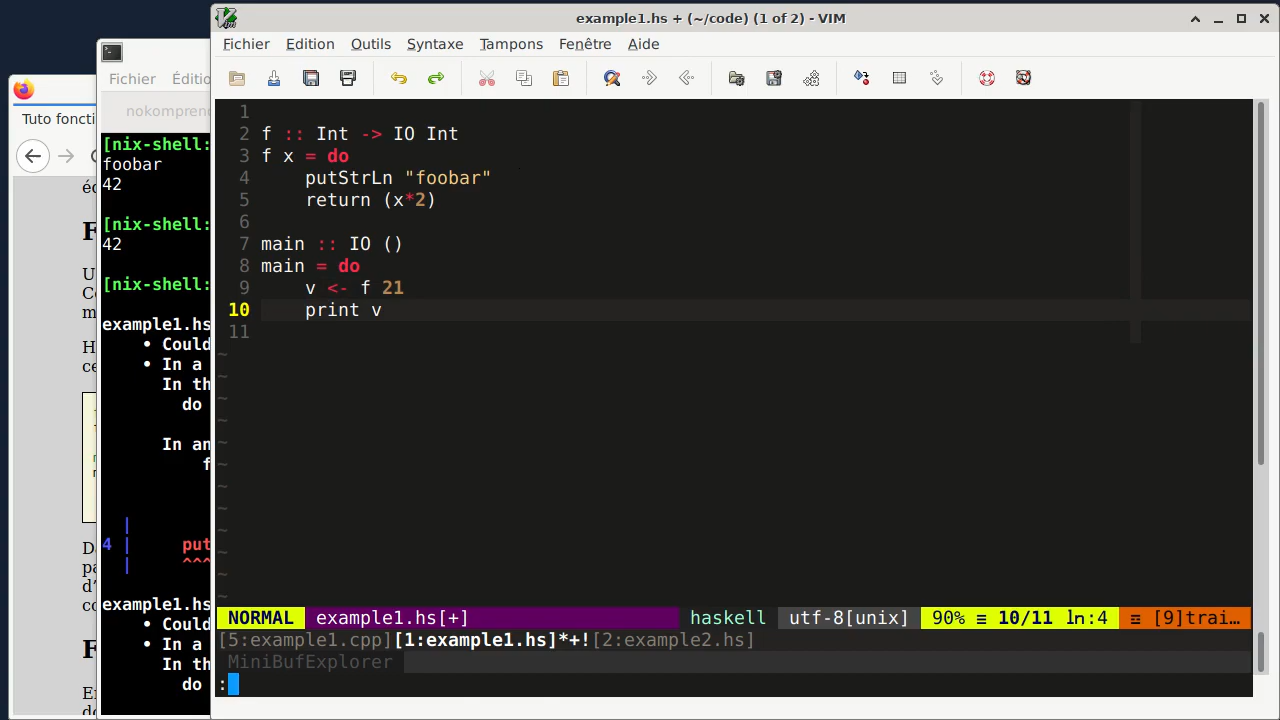 example1.hs + (~/code) (1 of 2) - VIM
Fichier Edition Outils Syntaxe Tampons Fenêtre Aide
Fichier Éditio
nokompren
Tuto foncti
[nix-shell:
foobar
42
[nix-shell:
42
[nix-shell:
example1.hs
• Could
• In a
In th
do
In an
f
|
4 | put
| ^^^
example1.hs
• Could
• In a
In th
do
1
2 f :: Int -> IO Int
3 f x = do
4 putStrLn "foobar"
5 return (x*2)
6
7 main :: IO ()
8 main = do
9 v <- f 21
10 print v
11
~
~
~
~
~
~
~
~
~
~
~
~
NORMAL example1.hs[+] haskell utf-8[unix] 90% ≡ 10/11 ln:4 ☲ [9]trai…
[5:example1.cpp][1:example1.hs]*+![2:example2.hs]
MiniBufExplorer
: